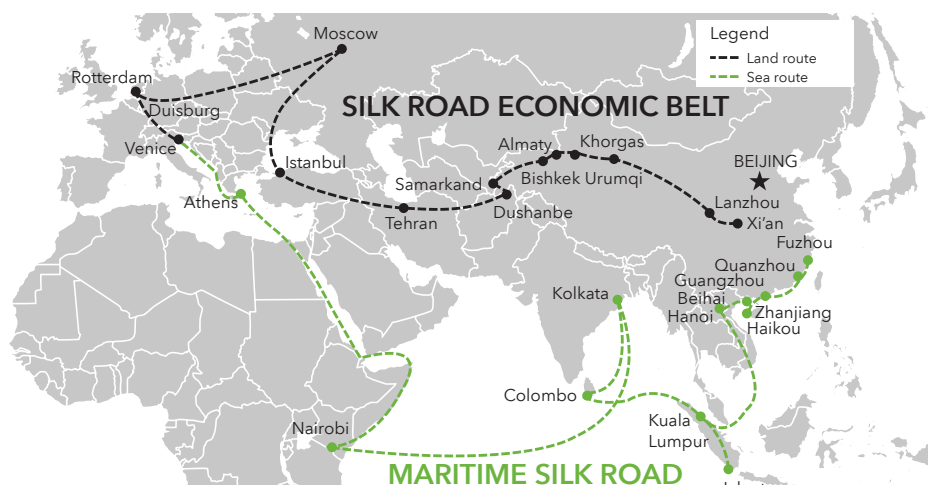 Legend
Land route
Sea route
Moscow
Rotterdam
Duisburg
SILK ROAD ECONOMIC BELT
Venice
Istanbul
Almaty
Khorgas
BEIJING
Bishkek Urumqi
Samarkand
Athens
Tehran
Dushanbe
Lanzhou
Xi'an
Fuzhou
Quanzhou
Guangzhou
Kolkata
Beihai
Hanoi
Zhanjiang
Haikou
Colombo
Kuala
Lumpur
Nairobi
MARITIME SILK ROAD